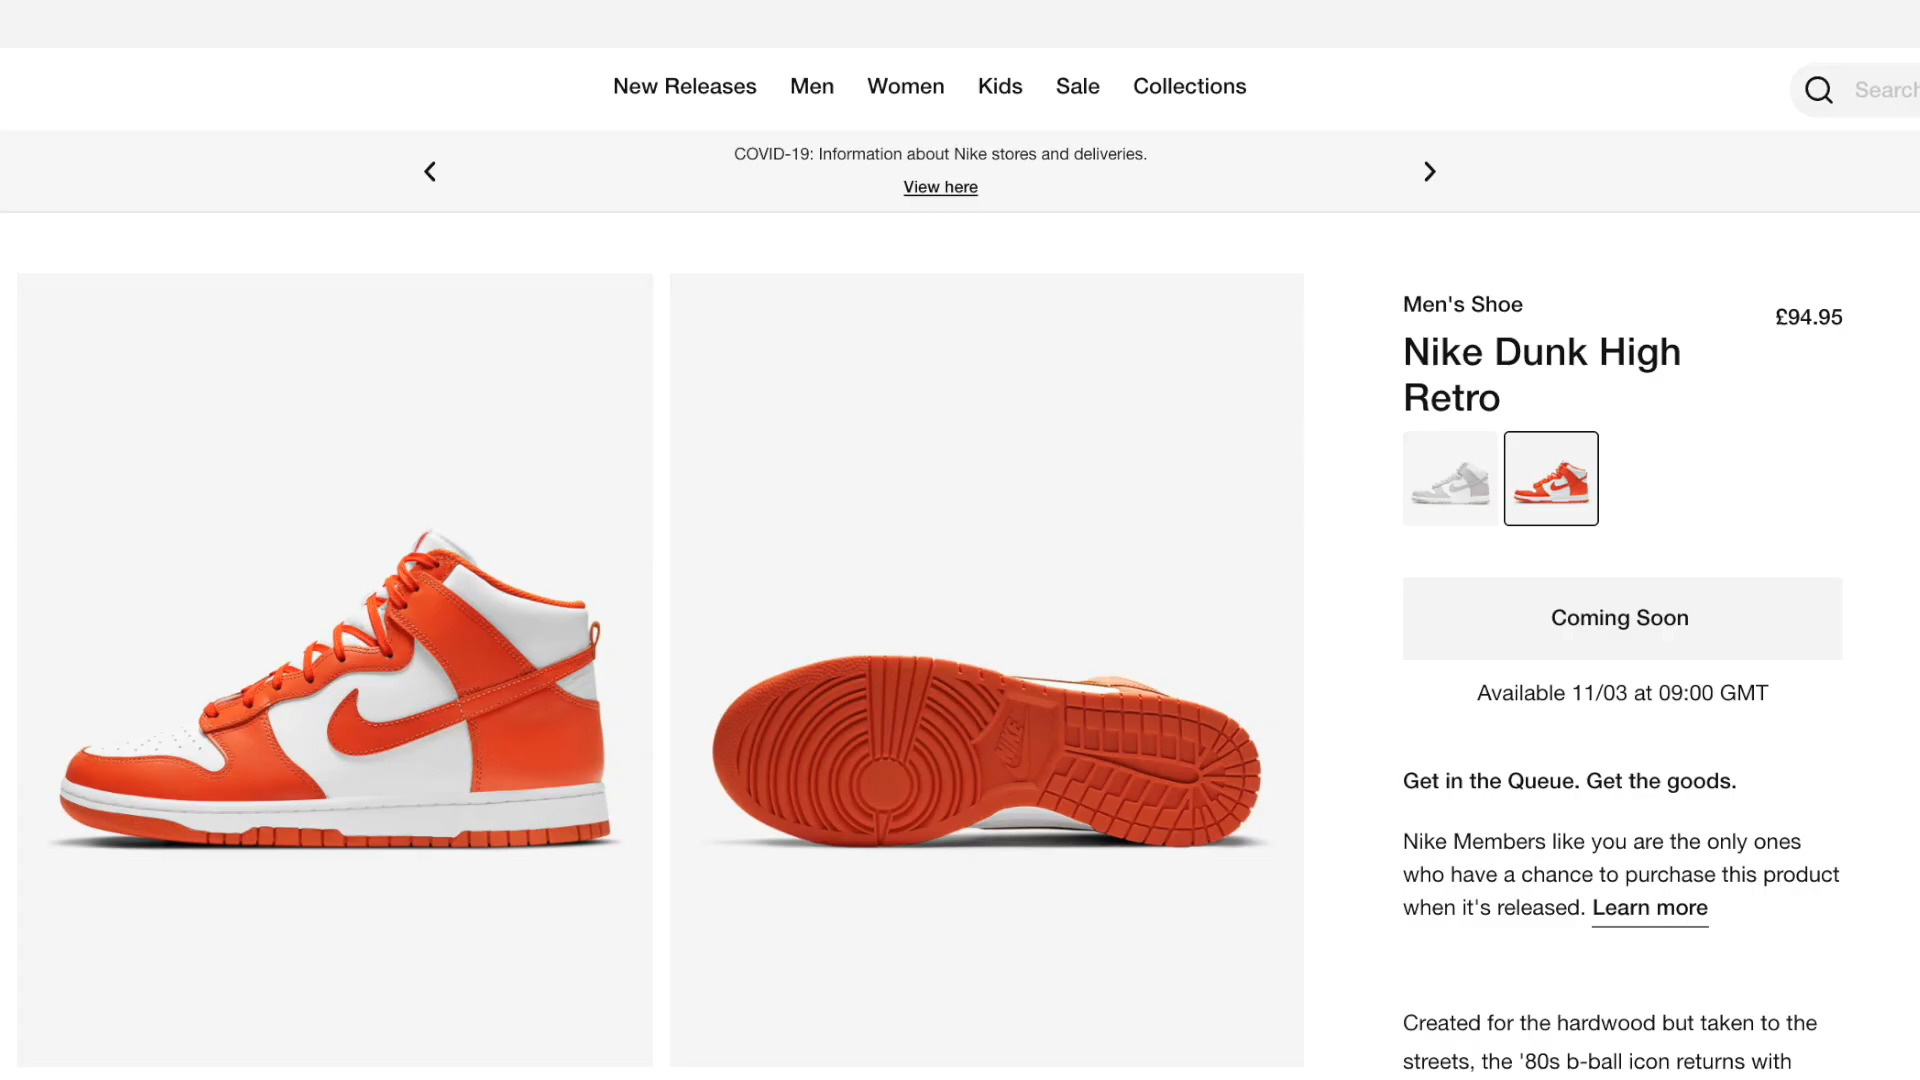 New Releases Men Women Kids Sale Collections
Search
COVID-19: Information about Nike stores and deliveries.
View here
Men's Shoe
£94.95
Nike Dunk High
Retro
Coming Soon
Available 11/03 at 09:00 GMT
Get in the Queue. Get the goods.
Nike Members like you are the only ones
who have a chance to purchase this product
when it's released. Learn more
Created for the hardwood but taken to the
streets, the '80s b-ball icon returns with
NIKE